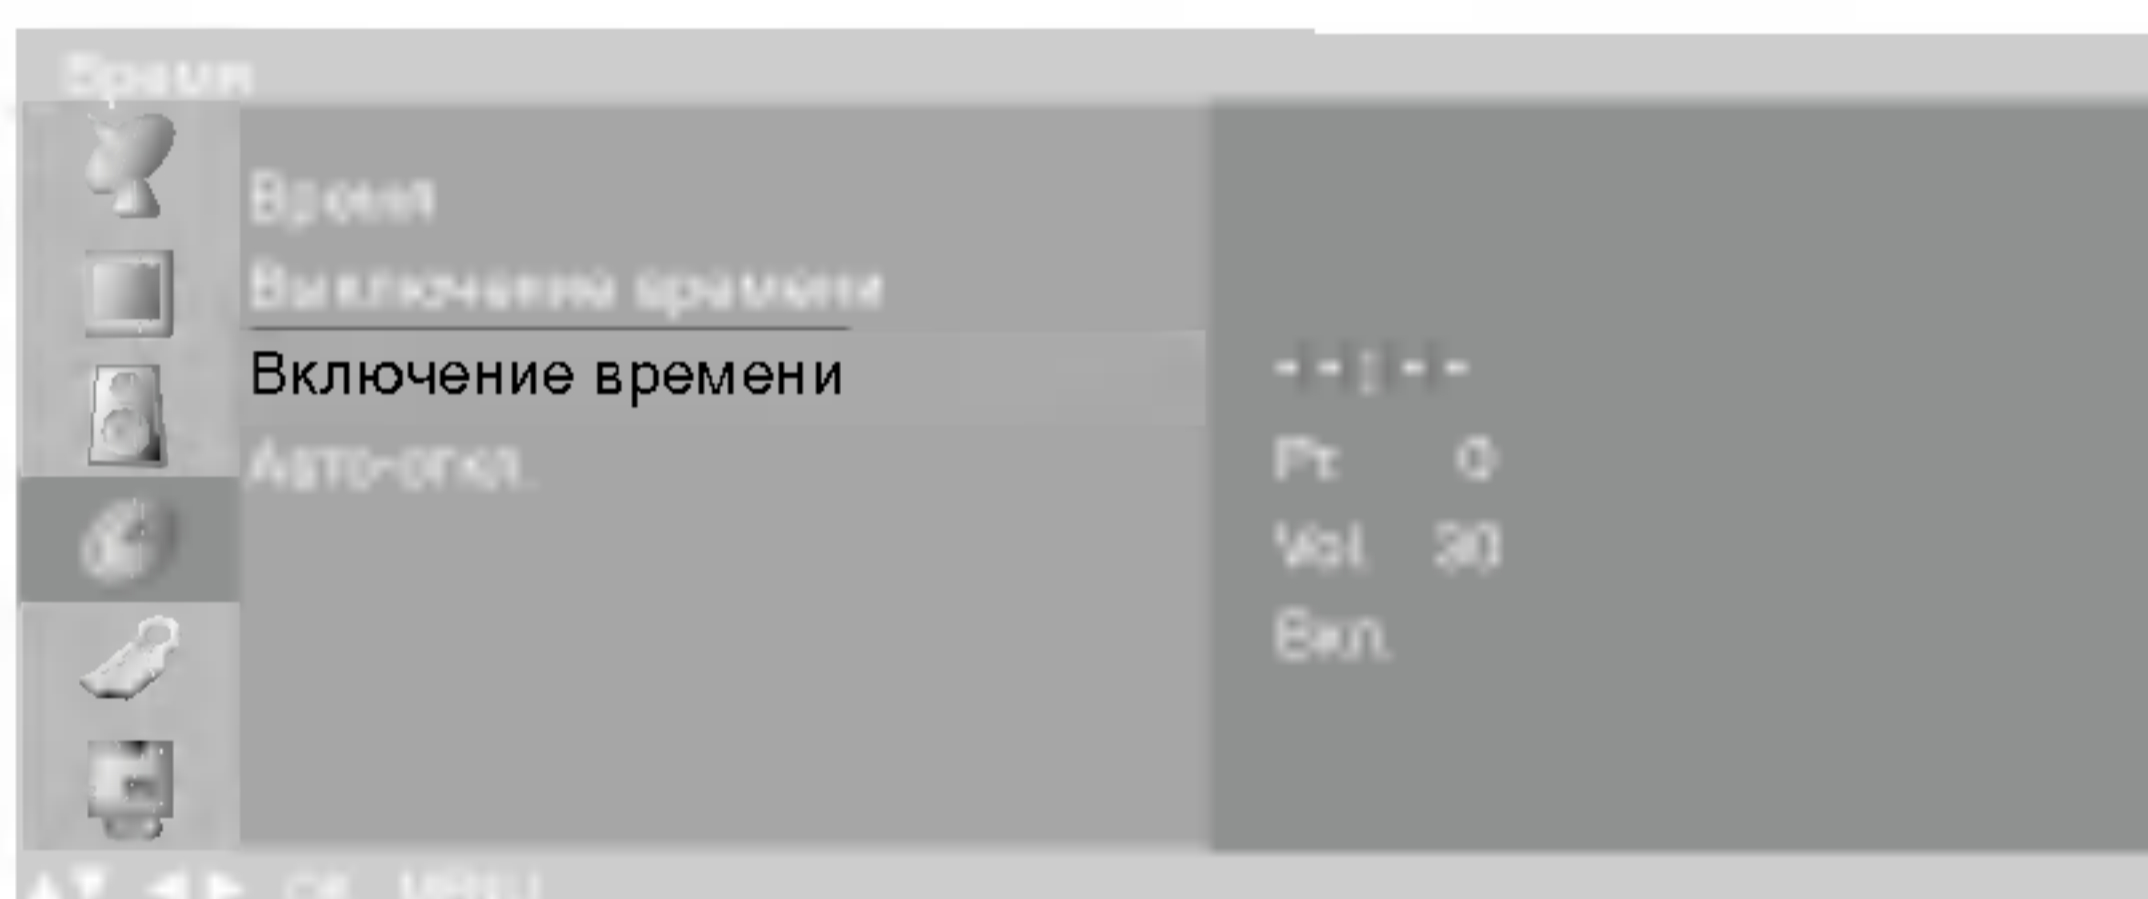 Время
Время
Выключение времени
Включение времени
Авто-откл.
--:--
Pr. 0
Vol. 30
Вкл.
▲▼ ◄► OK MENU